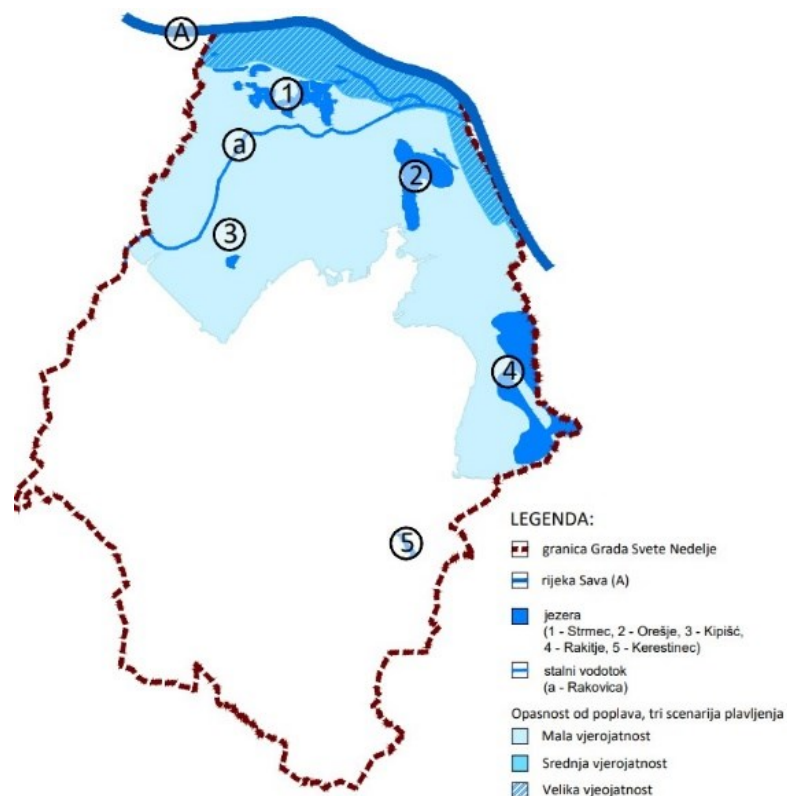 A
1
a
2
3
4
5
LEGENDA:
granica Grada Svete Nedelje
rijeka Sava (A)
jezera
(1 - Strmec, 2 - Orešje, 3 - Kipišć,
4 - Rakitje, 5 - Kerestinec)
stalni vodotok
(a - Rakovica)
Opasnost od poplava, tri scenarija plavljenja
Mala vjerojatnost
Srednja vjerojatnost
Velika vjeojatnost